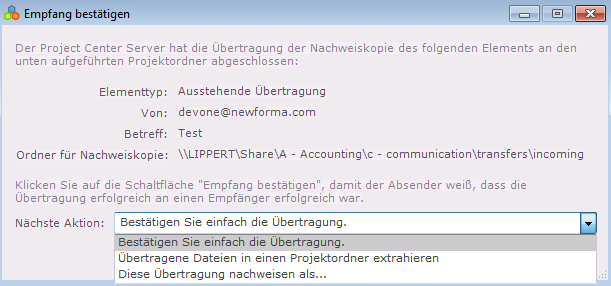 Empfang bestätigen
Der Project Center Server hat die Übertragung der Nachweiskopie des folgenden Elements an den
unten aufgeführten Projektordner abgeschlossen:
Elementtyp: Ausstehende Übertragung
Von: devone@newforma.com
Betreff: Test
Ordner für Nachweiskopie: \\LIPPERT\Share\A - Accounting\c - communication\transfers\incoming
Klicken Sie auf die Schaltfläche "Empfang bestätigen", damit der Absender weiß, dass die
Übertragung erfolgreich an einen Empfänger erfolgreich war.
Nächste Aktion: Bestätigen Sie einfach die Übertragung.
Bestätigen Sie einfach die Übertragung.
Übertragene Dateien in einen Projektordner extrahieren
Diese Übertragung nachweisen als...